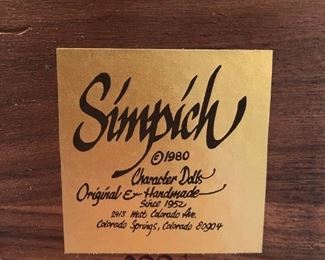 Simpich
©1980
Character Dolls
Original & Handmade
Since 1952
2413 West Colorado Ave.
Colorado Springs, Colorado 80904